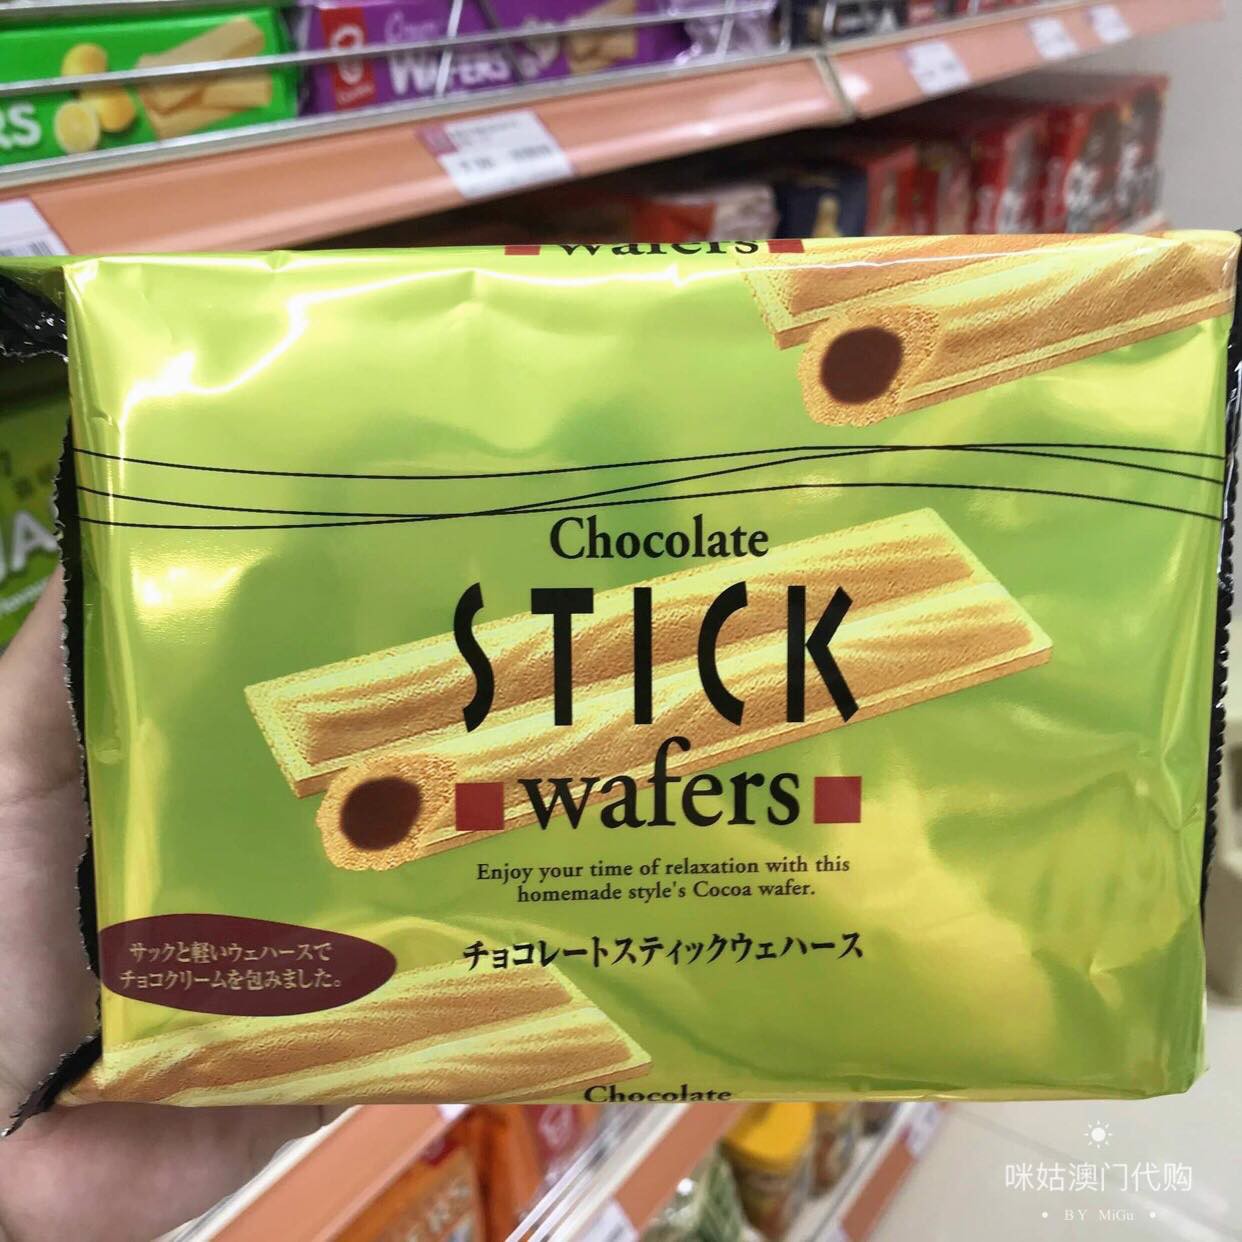 RS
WAFERS
wafers
Chocolate
STICK
wafers
Enjoy your time of relaxation with this
homemade style's Cocoa wafer.
チョコレートスティックウェハース
サックと軽いウェハースで
チョコクリームを包みました。
Chocolate
咪姑澳门代购
• BY MiGu •